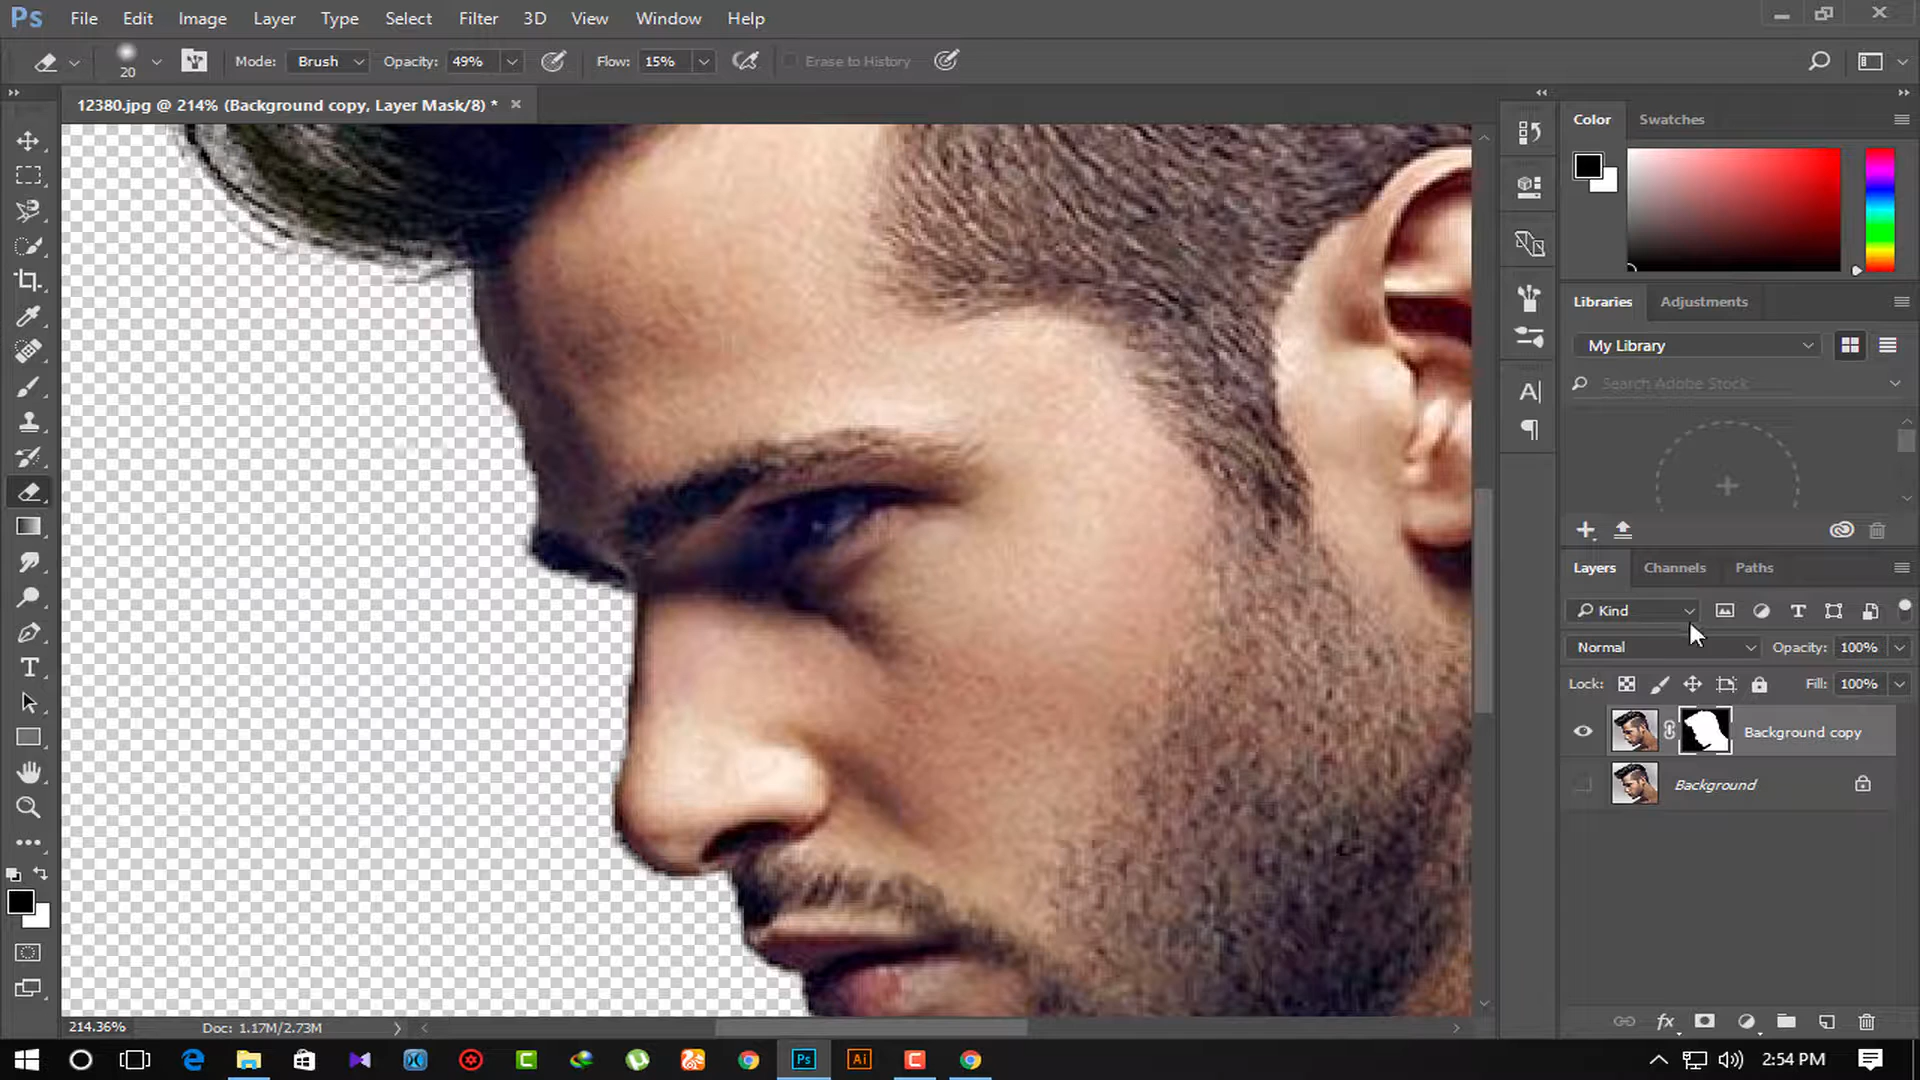 Ps File Edit Image Layer Type Select Filter 3D View Window Help
20 Mode: Brush Opacity: 49% Flow: 15% Erase to History
12380.jpg @ 214% (Background copy, Layer Mask/8) *
Color Swatches
Libraries Adjustments
My Library
Search Adobe Stock
Layers Channels Paths
Kind
Normal Opacity: 100%
Lock: Fill: 100%
Background copy
Background
fx
214.36% Doc: 1.17M/2.73M
Ps Ai 2:54 PM